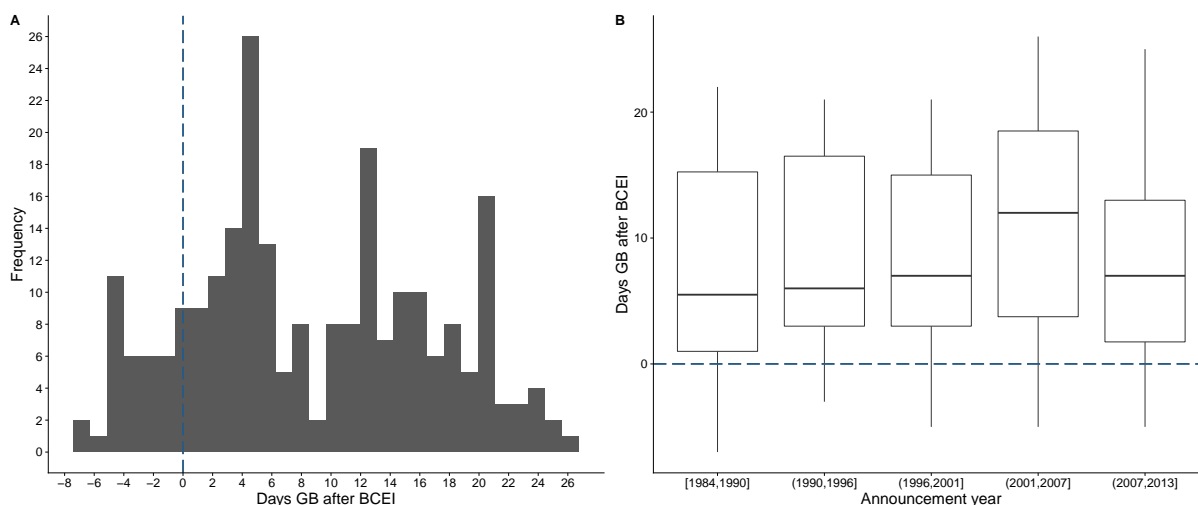 A
26
24
22
20
18
16
14
12
10
8
6
4
2
0
Frequency
−8 −6 −4 −2 0 2 4 6 8 10 12 14 16 18 20 22 24 26
Days GB after BCEI
B
20
10
0
Days GB after BCEI
[1984,1990] (1990,1996] (1996,2001] (2001,2007] (2007,2013]
Announcement year